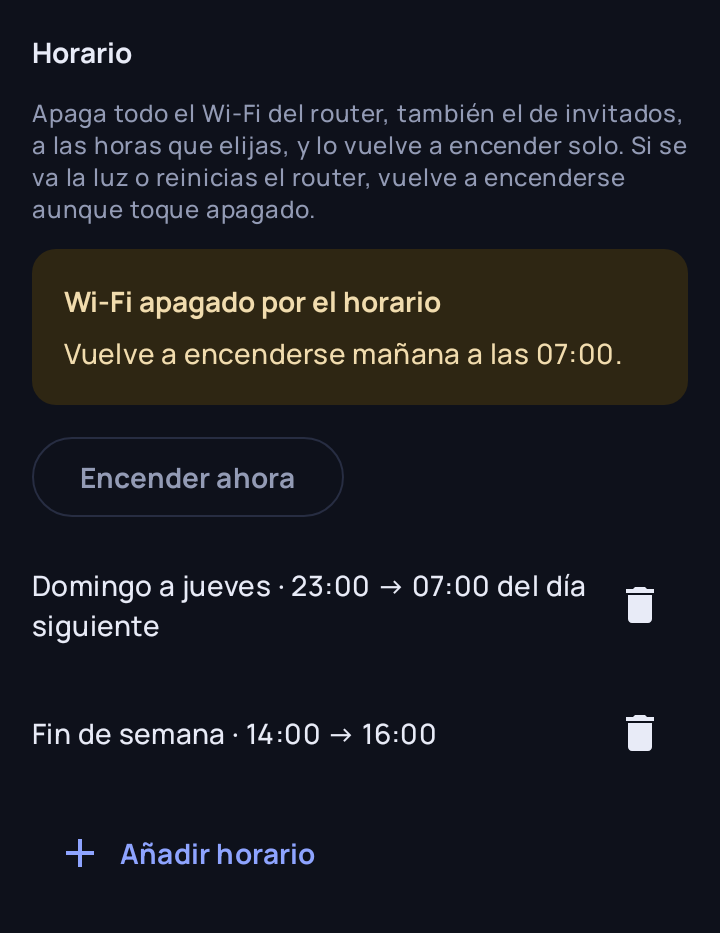 Horario
Apaga todo el Wi-Fi del router, también el de invitados,
a las horas que elijas, y lo vuelve a encender solo. Si se
va la luz o reinicias el router, vuelve a encenderse
aunque toque apagado.
Wi-Fi apagado por el horario
Vuelve a encenderse mañana a las 07:00.
Encender ahora
Domingo a jueves · 23:00 → 07:00 del día
siguiente
Fin de semana · 14:00 → 16:00
Añadir horario